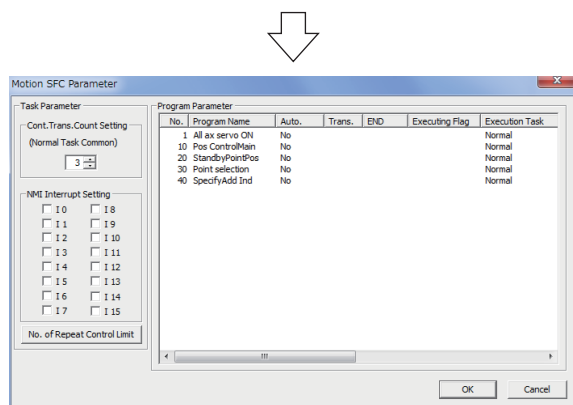 Motion SFC Parameter
Task Parameter
Cont.Trans.Count Setting
(Normal Task Common)
3
NMI Interrupt Setting
I 0 I 8
I 1 I 9
I 2 I 10
I 3 I 11
I 4 I 12
I 5 I 13
I 6 I 14
I 7 I 15
No. of Repeat Control Limit
Program Parameter
No. Program Name Auto. Trans. END Executing Flag Execution Task
1 All ax servo ON No Normal
10 Pos ControlMain No Normal
20 StandbyPointPos No Normal
30 Point selection No Normal
40 SpecifyAdd Ind No Normal
OK Cancel